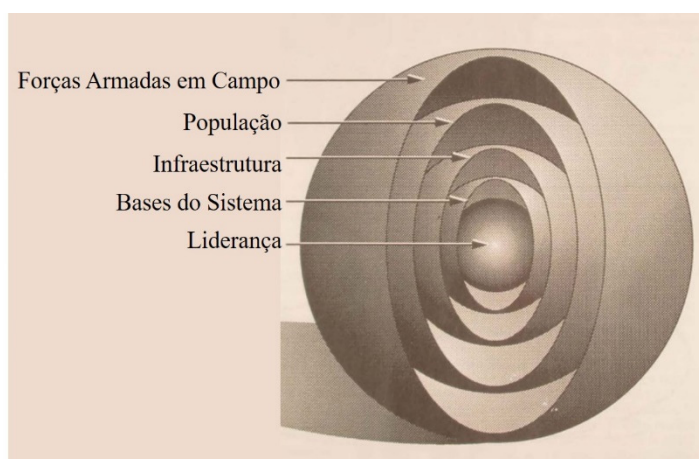 Forças Armadas em Campo
População
Infraestrutura
Bases do Sistema
Liderança